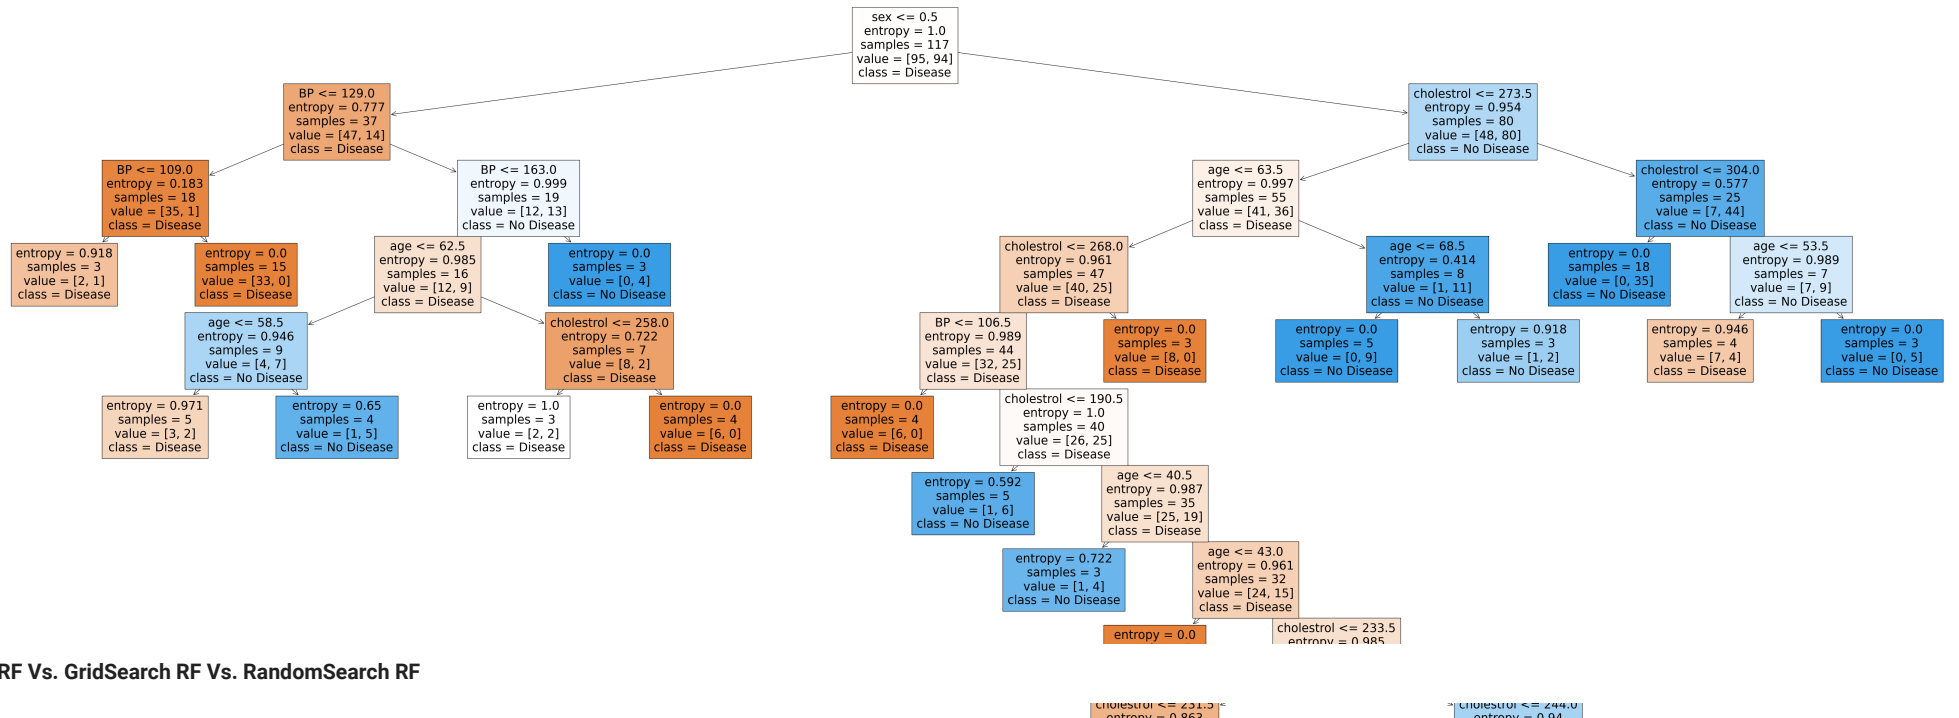 sex <= 0.5
entropy = 1.0
samples = 117
value = [95, 94]
class = Disease
BP <= 129.0
entropy = 0.777
samples = 37
value = [47, 14]
class = Disease
cholestrol <= 273.5
entropy = 0.954
samples = 80
value = [48, 80]
class = No Disease
BP <= 109.0
entropy = 0.183
samples = 18
value = [35, 1]
class = Disease
BP <= 163.0
entropy = 0.999
samples = 19
value = [12, 13]
class = No Disease
age <= 63.5
entropy = 0.997
samples = 55
value = [41, 36]
class = Disease
cholestrol <= 304.0
entropy = 0.577
samples = 25
value = [7, 44]
class = No Disease
entropy = 0.918
samples = 3
value = [2, 1]
class = Disease
entropy = 0.0
samples = 15
value = [33, 0]
class = Disease
age <= 62.5
entropy = 0.985
samples = 16
value = [12, 9]
class = Disease
entropy = 0.0
samples = 3
value = [0, 4]
class = No Disease
cholestrol <= 268.0
entropy = 0.961
samples = 47
value = [40, 25]
class = Disease
age <= 68.5
entropy = 0.414
samples = 8
value = [1, 11]
class = No Disease
entropy = 0.0
samples = 18
value = [0, 35]
class = No Disease
age <= 53.5
entropy = 0.989
samples = 7
value = [7, 9]
class = No Disease
age <= 58.5
entropy = 0.946
samples = 9
value = [4, 7]
class = No Disease
cholestrol <= 258.0
entropy = 0.722
samples = 7
value = [8, 2]
class = Disease
BP <= 106.5
entropy = 0.989
samples = 44
value = [32, 25]
class = Disease
entropy = 0.0
samples = 3
value = [8, 0]
class = Disease
entropy = 0.0
samples = 5
value = [0, 9]
class = No Disease
entropy = 0.918
samples = 3
value = [1, 2]
class = No Disease
entropy = 0.946
samples = 4
value = [7, 4]
class = Disease
entropy = 0.0
samples = 3
value = [0, 5]
class = No Disease
entropy = 0.971
samples = 5
value = [3, 2]
class = Disease
entropy = 0.65
samples = 4
value = [1, 5]
class = No Disease
entropy = 1.0
samples = 3
value = [2, 2]
class = Disease
entropy = 0.0
samples = 4
value = [6, 0]
class = Disease
entropy = 0.0
samples = 4
value = [6, 0]
class = Disease
cholestrol <= 190.5
entropy = 1.0
samples = 40
value = [26, 25]
class = Disease
entropy = 0.592
samples = 5
value = [1, 6]
class = No Disease
age <= 40.5
entropy = 0.987
samples = 35
value = [25, 19]
class = Disease
entropy = 0.722
samples = 3
value = [1, 4]
class = No Disease
age <= 43.0
entropy = 0.961
samples = 32
value = [24, 15]
class = Disease
entropy = 0.0
cholestrol <= 233.5
entropy = 0.985
RF Vs. GridSearch RF Vs. RandomSearch RF
cholestrol <= 231.5
entropy = 0.863
cholestrol <= 244.0
entropy = 0.94